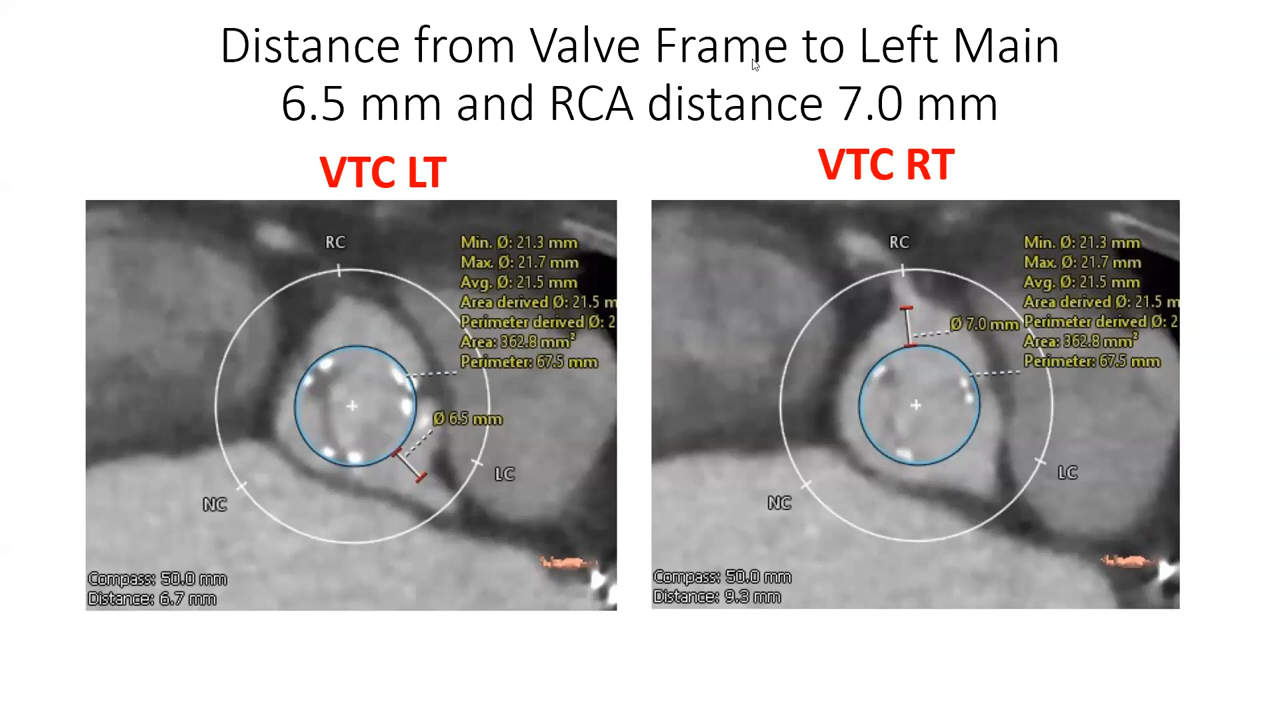 Distance from Valve Frame to Left Main
6.5 mm and RCA distance 7.0 mm
VTC LT
VTC RT
RC
Min. Ø: 21.3 mm
Max. Ø: 21.7 mm
Avg. Ø: 21.5 mm
Area derived Ø: 21.5 m
Perimeter derived Ø: 2
Area: 362.8 mm²
Perimeter: 67.5 mm
Ø 6.5 mm
LC
NC
Compass: 50.0 mm
Distance: 6.7 mm
RC
Min. Ø: 21.3 mm
Max. Ø: 21.7 mm
Avg. Ø: 21.5 mm
Area derived Ø: 21.5 m
Ø 7.0 mm
Perimeter derived Ø: 2
Area: 362.8 mm²
Perimeter: 67.5 mm
LC
NC
Compass: 50.0 mm
Distance: 9.3 mm